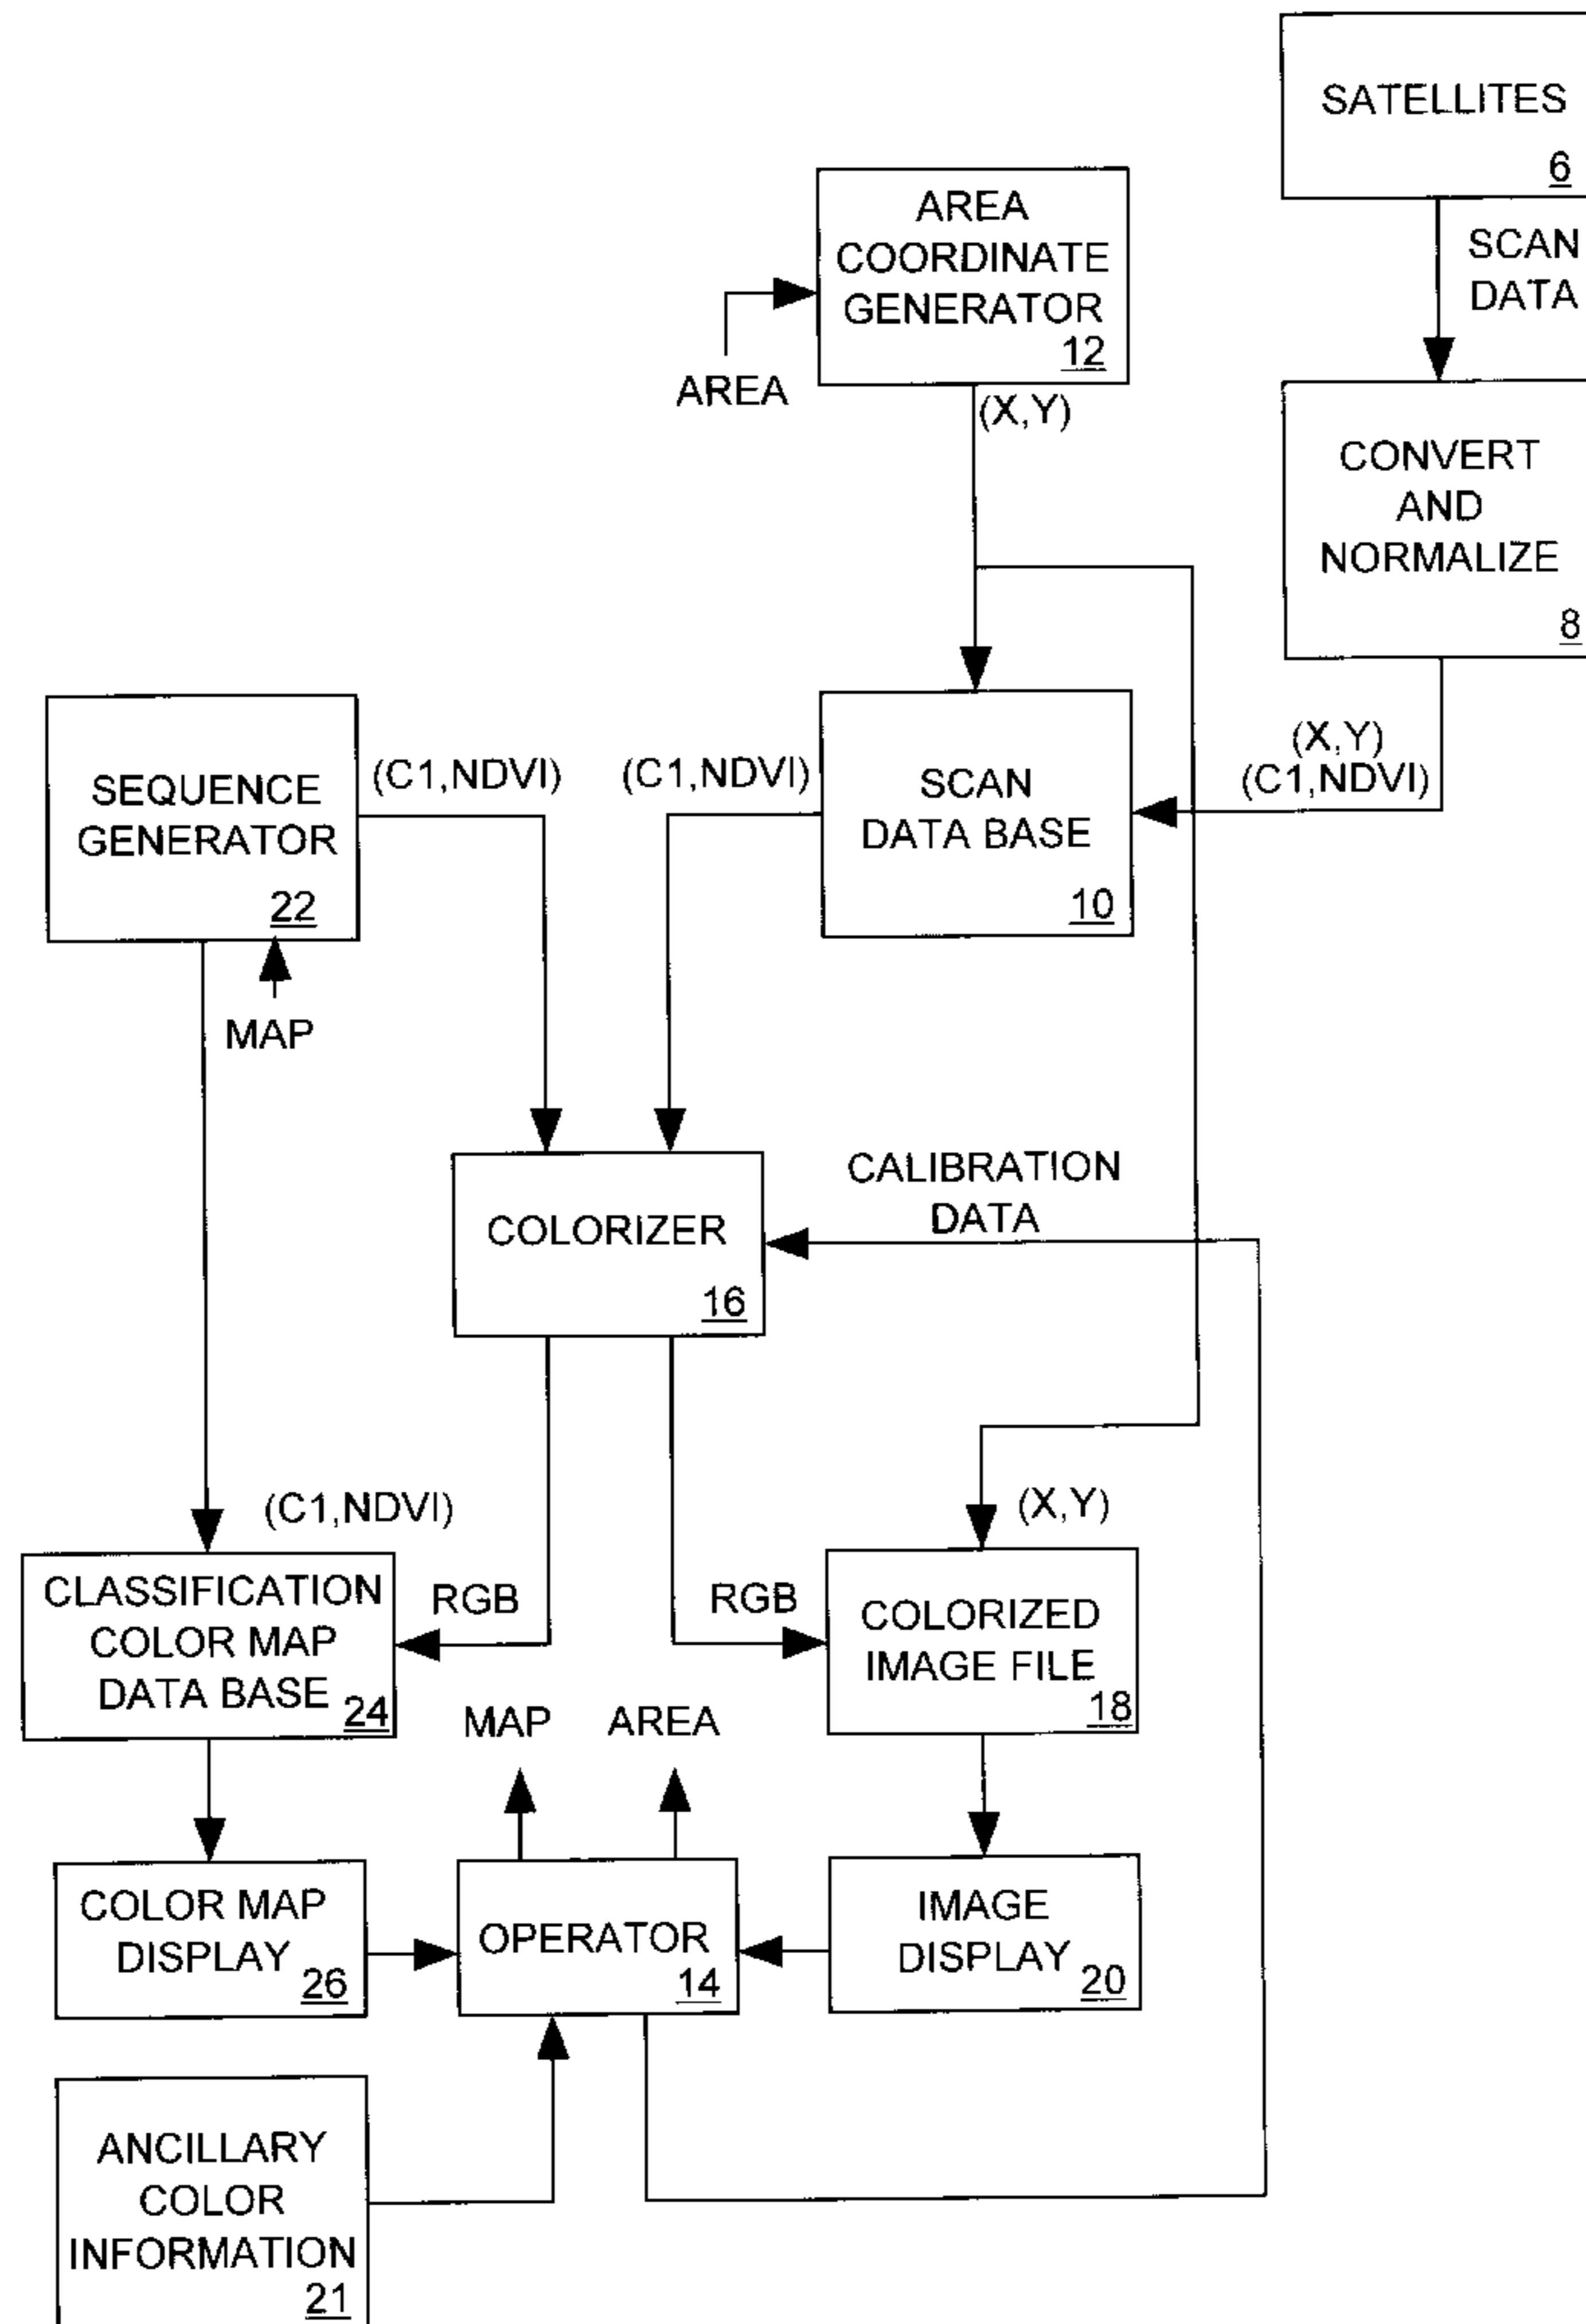 SATELLITES
6
SCAN
DATA
AREA
COORDINATE
GENERATOR
12
AREA
(X,Y)
CONVERT
AND
NORMALIZE
8
SEQUENCE
GENERATOR
22
MAP
(C1,NDVI)
(C1,NDVI)
SCAN
DATA BASE
10
(X,Y)
(C1,NDVI)
COLORIZER
16
CALIBRATION
DATA
(C1,NDVI)
(X,Y)
CLASSIFICATION
COLOR MAP
DATA BASE
24
RGB
RGB
COLORIZED
IMAGE FILE
18
MAP
AREA
COLOR MAP
DISPLAY
26
OPERATOR
14
IMAGE
DISPLAY
20
ANCILLARY
COLOR
INFORMATION
21